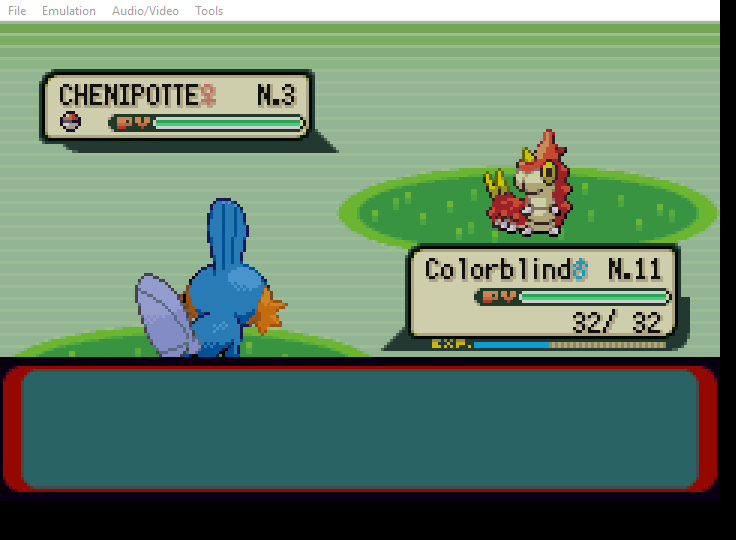 File Emulation Audio/Video Tools
CHENIPOTTE♀ N.3
PV
Colorblind♂ N.11
PV
32/ 32
EXP.